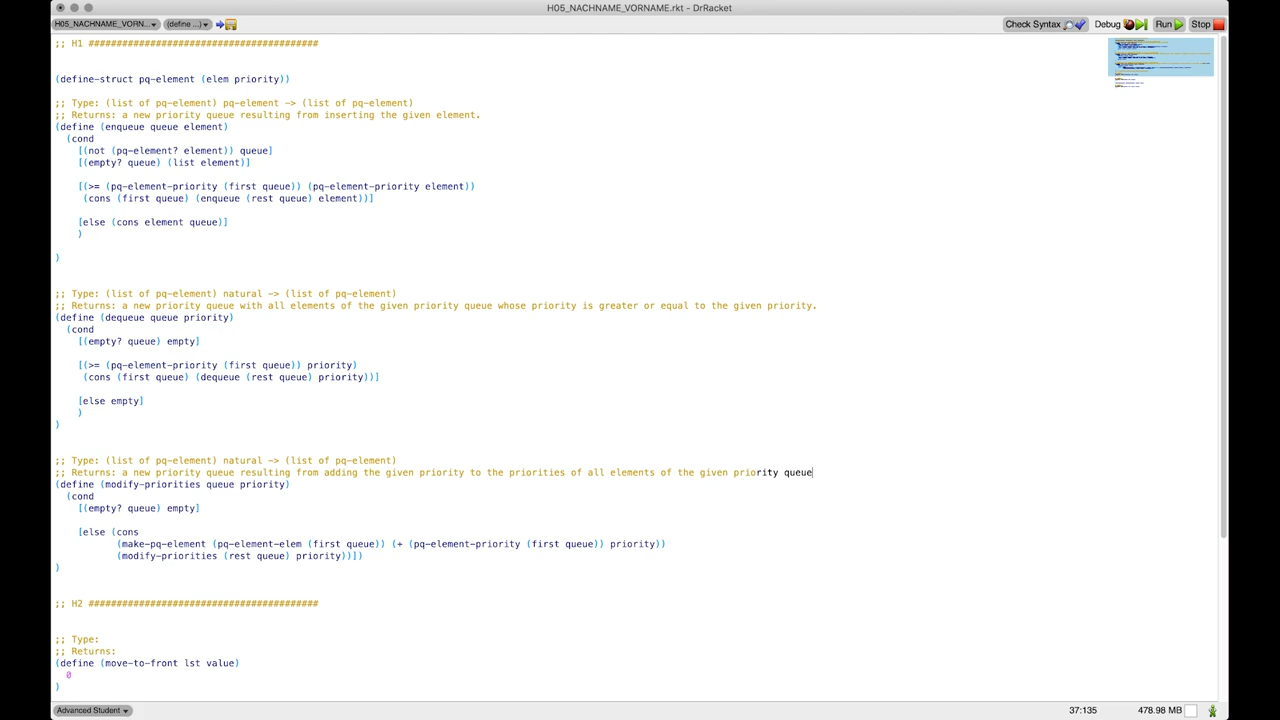 H05_NACHNAME_VORNAME.rkt - DrRacket
H05_NACHNAME_VORN... (define ...) Check Syntax Debug Run Stop
;; H1 #########################################
(define-struct pq-element (elem priority))
;; Type: (list of pq-element) pq-element -> (list of pq-element)
;; Returns: a new priority queue resulting from inserting the given element.
(define (enqueue queue element)
(cond
[(not (pq-element? element)) queue]
[(empty? queue) (list element)]
[(>= (pq-element-priority (first queue)) (pq-element-priority element))
(cons (first queue) (enqueue (rest queue) element))]
[else (cons element queue)]
)
)
;; Type: (list of pq-element) natural -> (list of pq-element)
;; Returns: a new priority queue with all elements of the given priority queue whose priority is greater or equal to the given priority.
(define (dequeue queue priority)
(cond
[(empty? queue) empty]
[(>= (pq-element-priority (first queue)) priority)
(cons (first queue) (dequeue (rest queue) priority))]
[else empty]
)
)
;; Type: (list of pq-element) natural -> (list of pq-element)
;; Returns: a new priority queue resulting from adding the given priority to the priorities of all elements of the given priority queue
(define (modify-priorities queue priority)
(cond
[(empty? queue) empty]
[else (cons
(make-pq-element (pq-element-elem (first queue)) (+ (pq-element-priority (first queue)) priority))
(modify-priorities (rest queue) priority))])
)
;; H2 #########################################
;; Type:
;; Returns:
(define (move-to-front lst value)
0
)
Advanced Student 37:135 478.98 MB